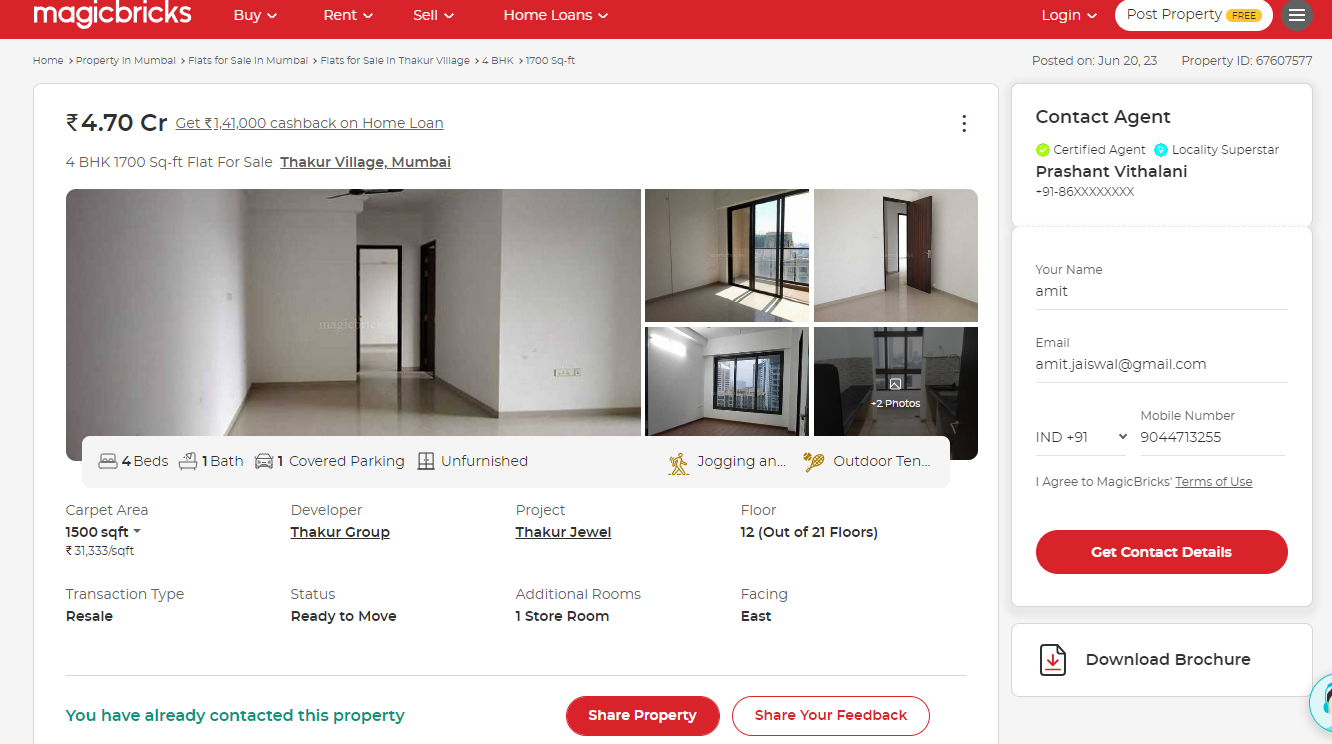 magicbricks
Buy
Rent
Sell
Home Loans
Login
Post Property FREE
Home > Property In Mumbai > Flats for Sale In Mumbai > Flats for Sale In Thakur Village > 4 BHK > 1700 Sq-ft
Posted on: Jun 20, 23
Property ID: 67607577
₹4.70 Cr Get ₹1,41,000 cashback on Home Loan
4 BHK 1700 Sq-ft Flat For Sale Thakur Village, Mumbai
magicbricks
+2 Photos
4 Beds
1 Bath
1 Covered Parking
Unfurnished
Jogging an...
Outdoor Ten...
Carpet Area
1500 sqft
₹31,333/sqft
Developer
Thakur Group
Project
Thakur Jewel
Floor
12 (Out of 21 Floors)
Transaction Type
Resale
Status
Ready to Move
Additional Rooms
1 Store Room
Facing
East
You have already contacted this property
Share Property
Share Your Feedback
Contact Agent
Certified Agent
Locality Superstar
Prashant Vithalani
+91-86XXXXXXXX
Your Name
amit
Email
amit.jaiswal@gmail.com
IND +91
Mobile Number
9044713255
I Agree to MagicBricks' Terms of Use
Get Contact Details
Download Brochure